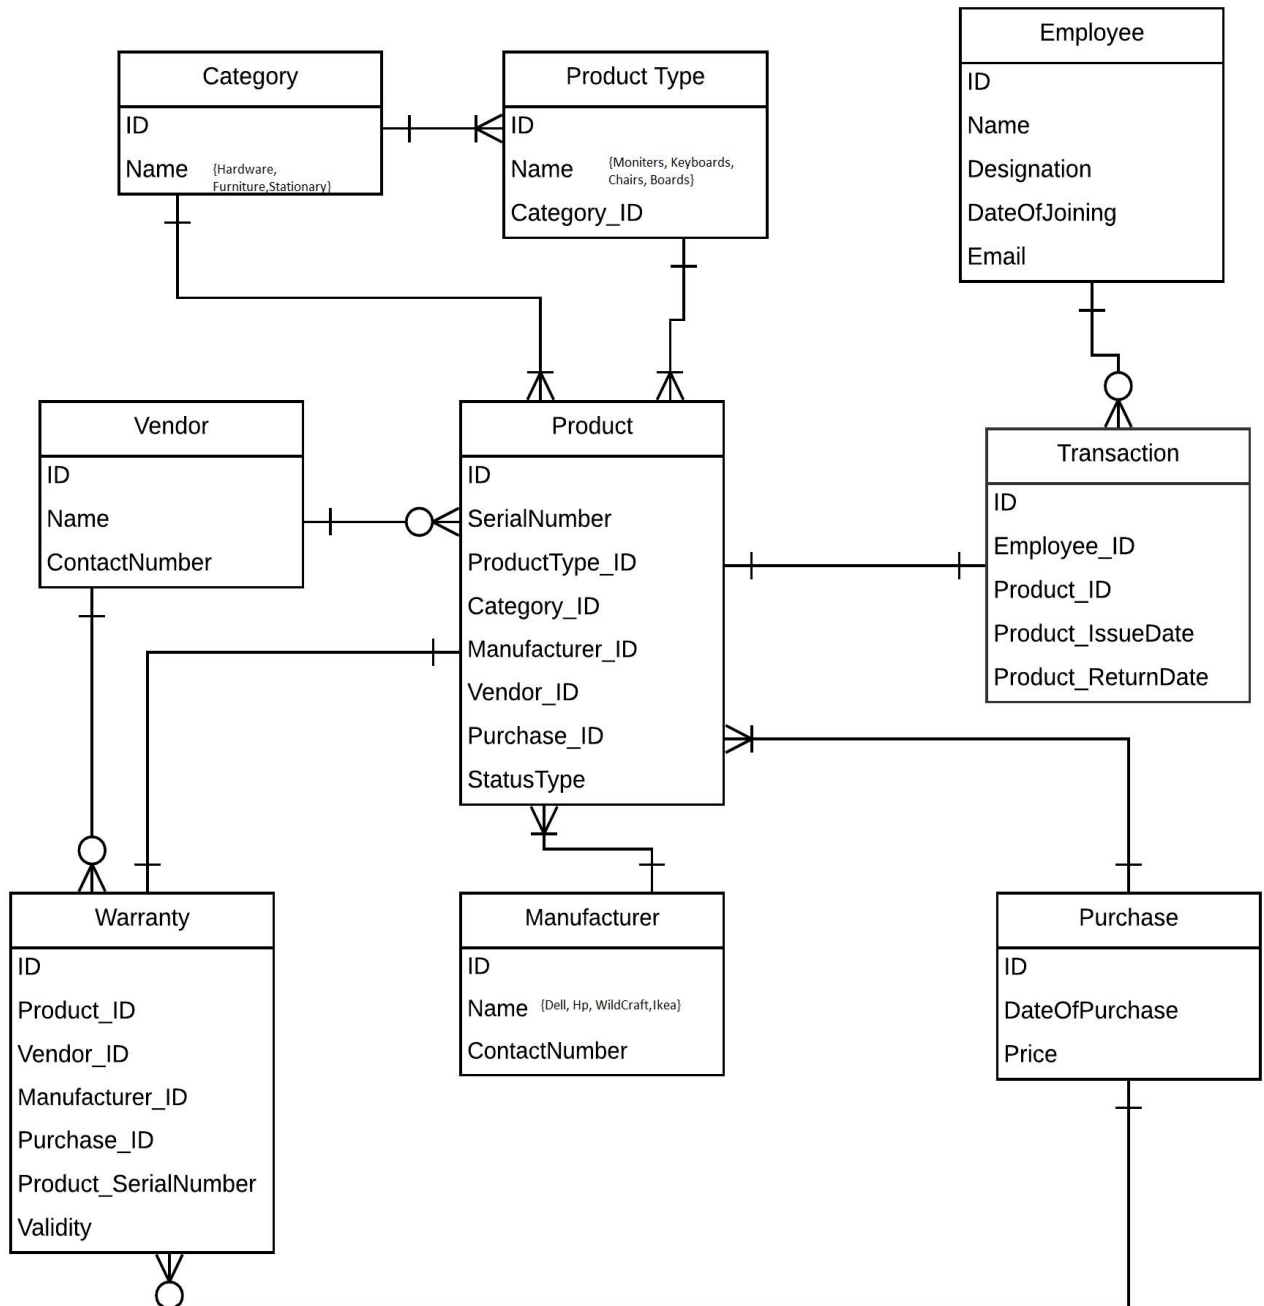 Category
ID
Name {Hardware,
Furniture,Stationary}
Product Type
ID
Name {Moniters, Keyboards,
Chairs, Boards}
Category_ID
Employee
ID
Name
Designation
DateOfJoining
Email
Vendor
ID
Name
ContactNumber
Product
ID
SerialNumber
ProductType_ID
Category_ID
Manufacturer_ID
Vendor_ID
Purchase_ID
StatusType
Transaction
ID
Employee_ID
Product_ID
Product_IssueDate
Product_ReturnDate
Warranty
ID
Product_ID
Vendor_ID
Manufacturer_ID
Purchase_ID
Product_SerialNumber
Validity
Manufacturer
ID
Name {Dell, Hp, WildCraft,Ikea}
ContactNumber
Purchase
ID
DateOfPurchase
Price